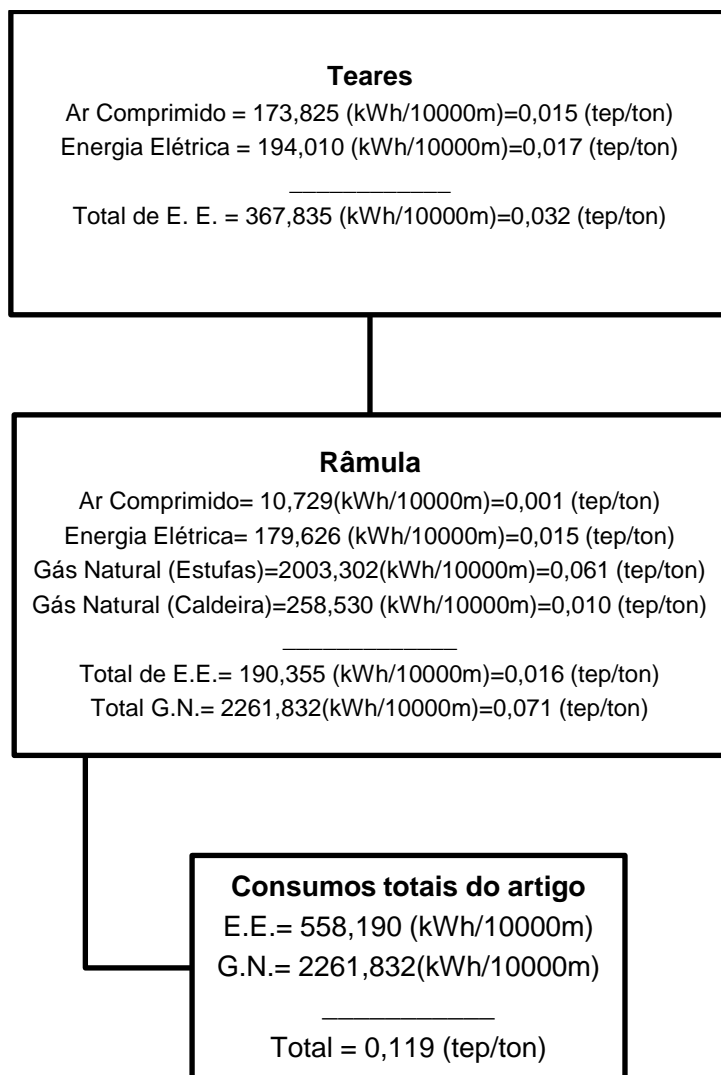 Teares
Ar Comprimido = 173,825 (kWh/10000m)=0,015 (tep/ton)
Energia Elétrica = 194,010 (kWh/10000m)=0,017 (tep/ton)
_____________
Total de E. E. = 367,835 (kWh/10000m)=0,032 (tep/ton)
Râmula
Ar Comprimido= 10,729(kWh/10000m)=0,001 (tep/ton)
Energia Elétrica= 179,626 (kWh/10000m)=0,015 (tep/ton)
Gás Natural (Estufas)=2003,302(kWh/10000m)=0,061 (tep/ton)
Gás Natural (Caldeira)=258,530 (kWh/10000m)=0,010 (tep/ton)
_____________
Total de E.E.= 190,355 (kWh/10000m)=0,016 (tep/ton)
Total G.N.= 2261,832(kWh/10000m)=0,071 (tep/ton)
Consumos totais do artigo
E.E.= 558,190 (kWh/10000m)
G.N.= 2261,832(kWh/10000m)
___________
Total = 0,119 (tep/ton)